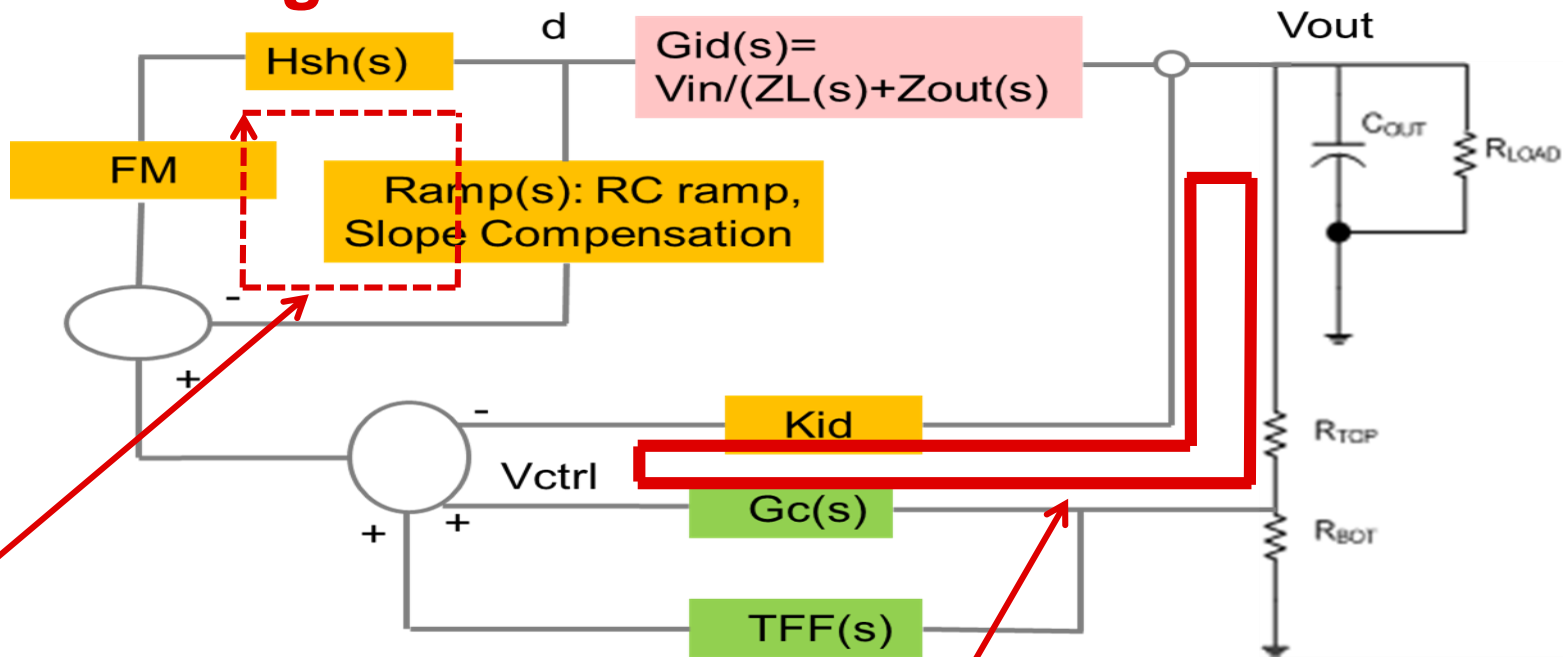 d
Vout
Hsh(s)
Gid(s)=
Vin/(ZL(s)+Zout(s)
COUT
RLOAD
FM
Ramp(s): RC ramp,
Slope Compensation
-
+
-
Kid
RTOP
Vctrl
Gc(s)
+
+
RBOT
TFF(s)